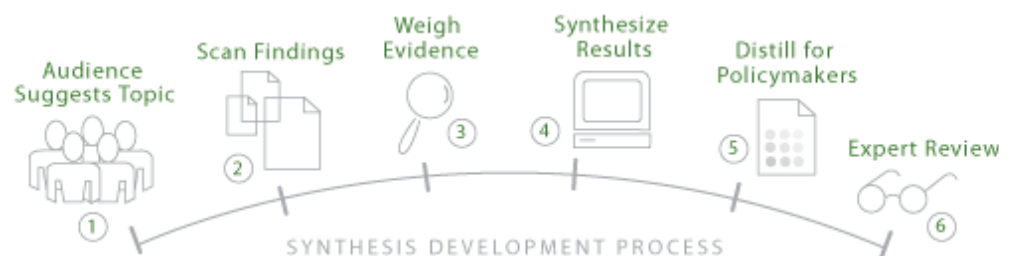 Audience
Suggests Topic
1
Scan Findings
2
Weigh
Evidence
3
Synthesize
Results
4
Distill for
Policymakers
5
Expert Review
6
SYNTHESIS DEVELOPMENT PROCESS